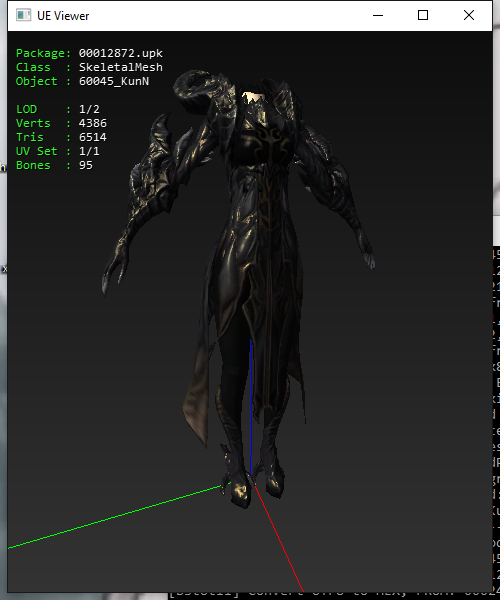 UE Viewer
Package: 00012872.upk
Class : SkeletalMesh
Object : 60045_KunN
LOD : 1/2
Verts : 4386
Tris : 6514
UV Set : 1/1
Bones : 95